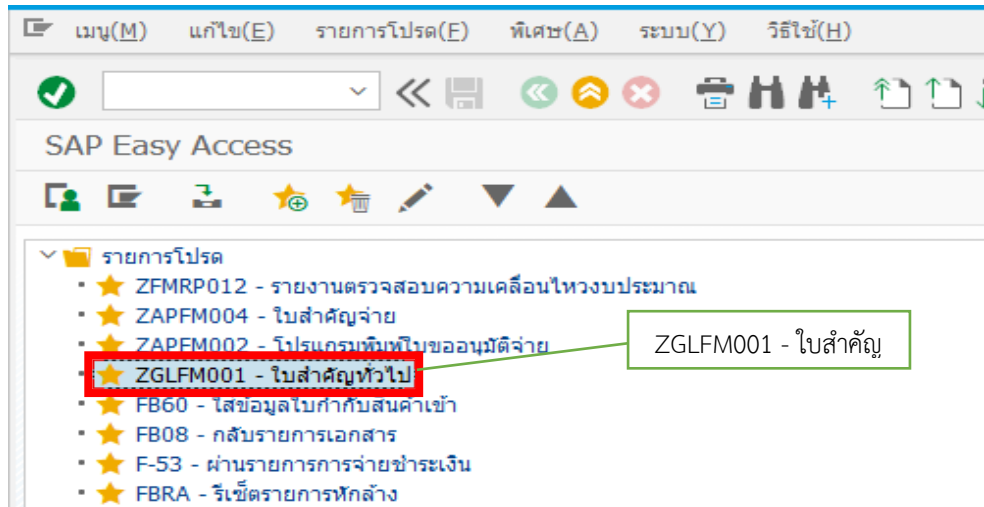 เมนู(M) แก้ไข(E) รายการโปรด(F) พิเศษ(A) ระบบ(Y) วิธีใช้(H)
SAP Easy Access
รายการโปรด
ZFMRP012 - รายงานตรวจสอบความเคลื่อนไหวงบประมาณ
ZAPFM004 - ใบสำคัญจ่าย
ZAPFM002 - โปรแกรมพิมพ์ใบขออนุมัติจ่าย
ZGLFM001 - ใบสำคัญ
ZGLFM001 - ใบสำคัญทั่วไป
FB60 - ใส่ข้อมูลใบกำกับสินค้าเข้า
FB08 - กลับรายการเอกสาร
F-53 - ผ่านรายการการจ่ายชำระเงิน
FBRA - รีเซ็ตรายการหักล้าง